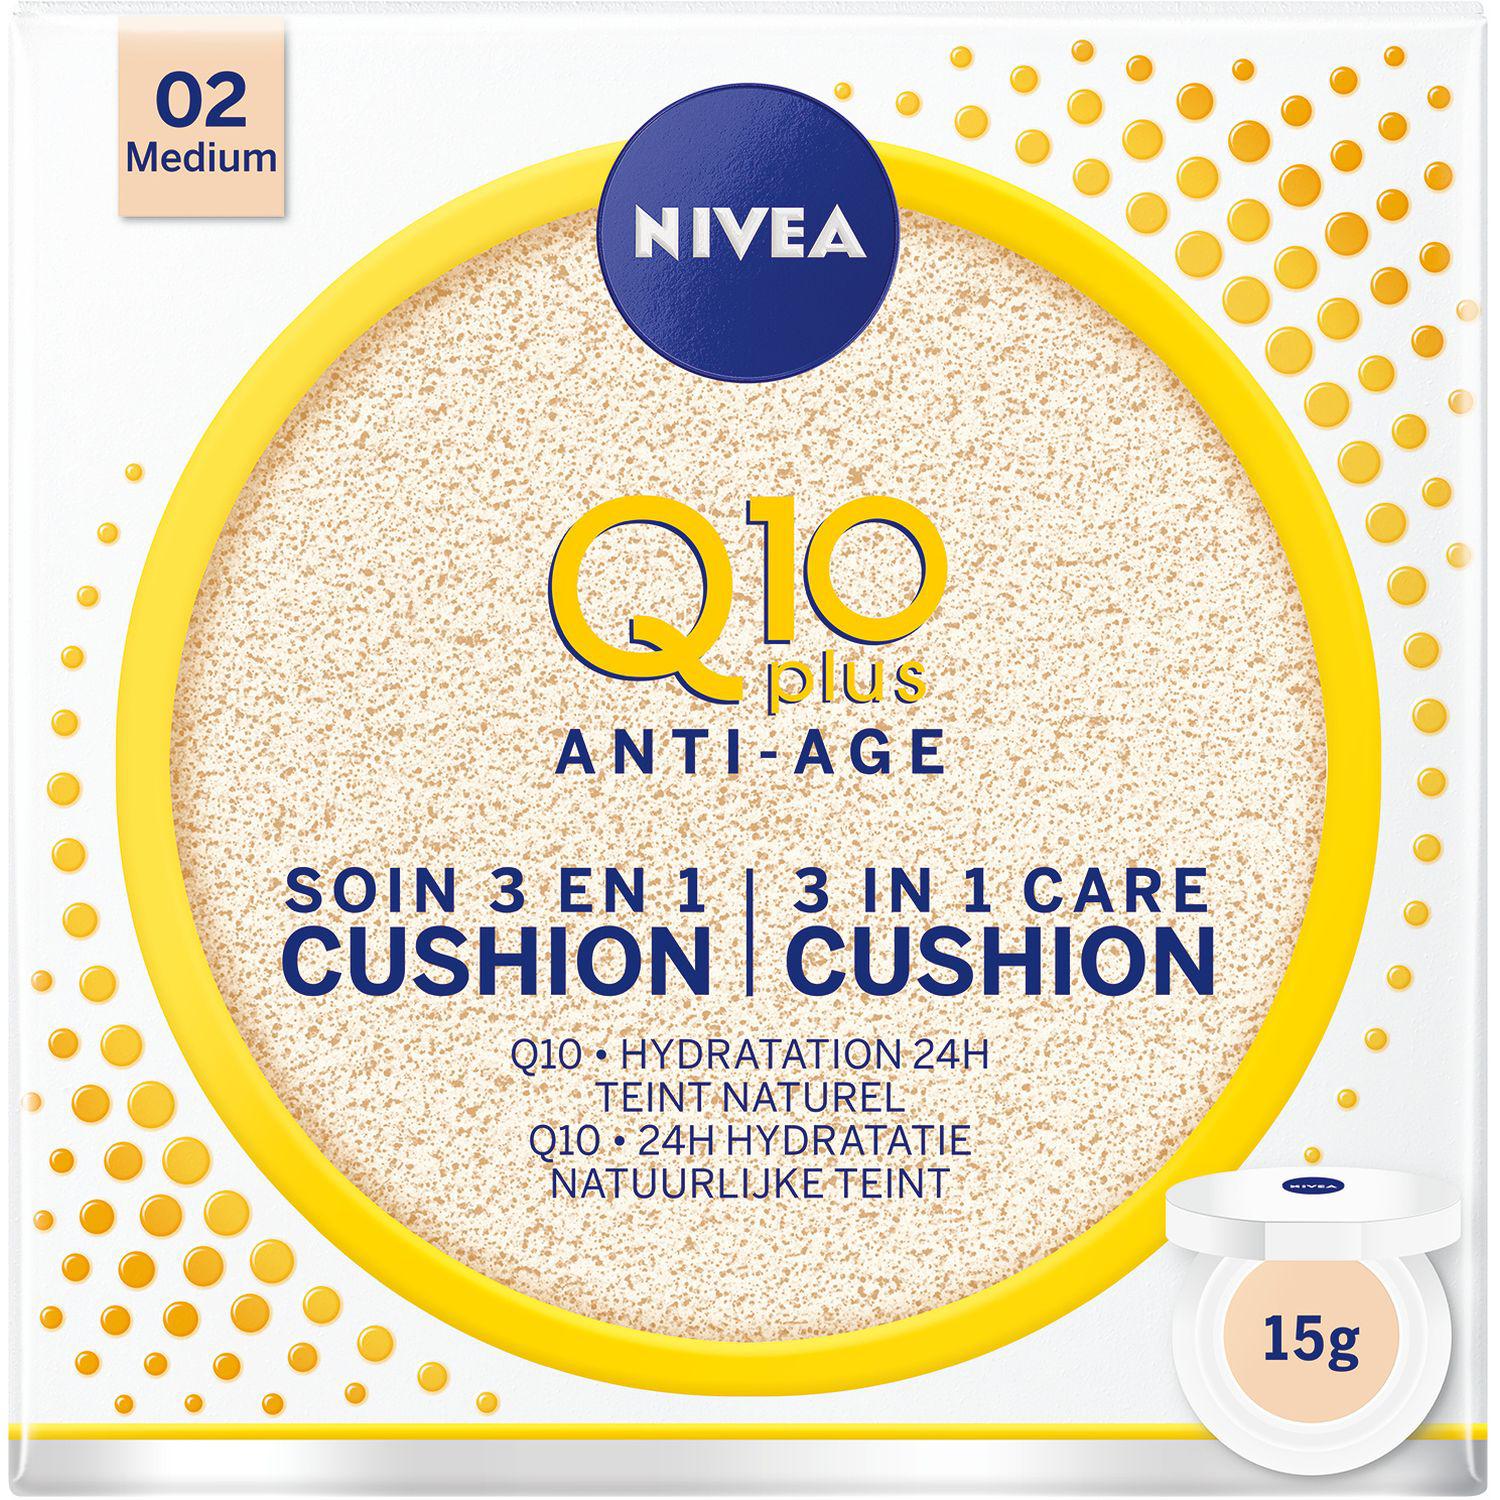 02
Medium
NIVEA
Q10
plus
ANTI-AGE
SOIN 3 EN 1
CUSHION
3 IN 1 CARE
CUSHION
Q10 • HYDRATATION 24H
TEINT NATUREL
Q10 • 24H HYDRATATIE
NATUURLIJKE TEINT
NIVEA
15g